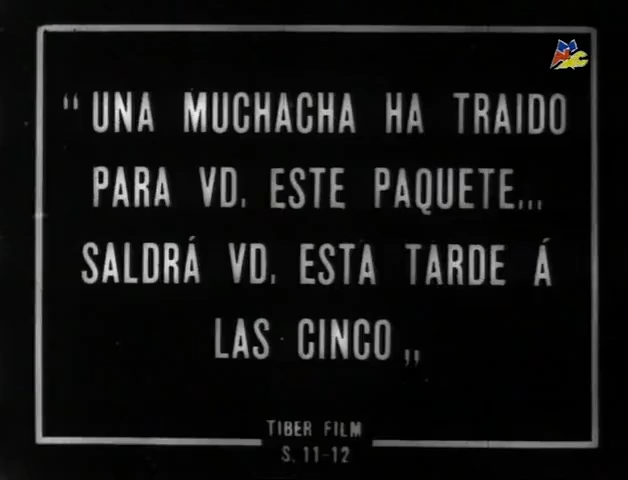 “ UNA MUCHACHA HA TRAIDO
PARA VD. ESTE PAQUETE...
SALDRÁ VD. ESTA TARDE Á
LAS CINCO „
TIBER FILM
S. 11-12